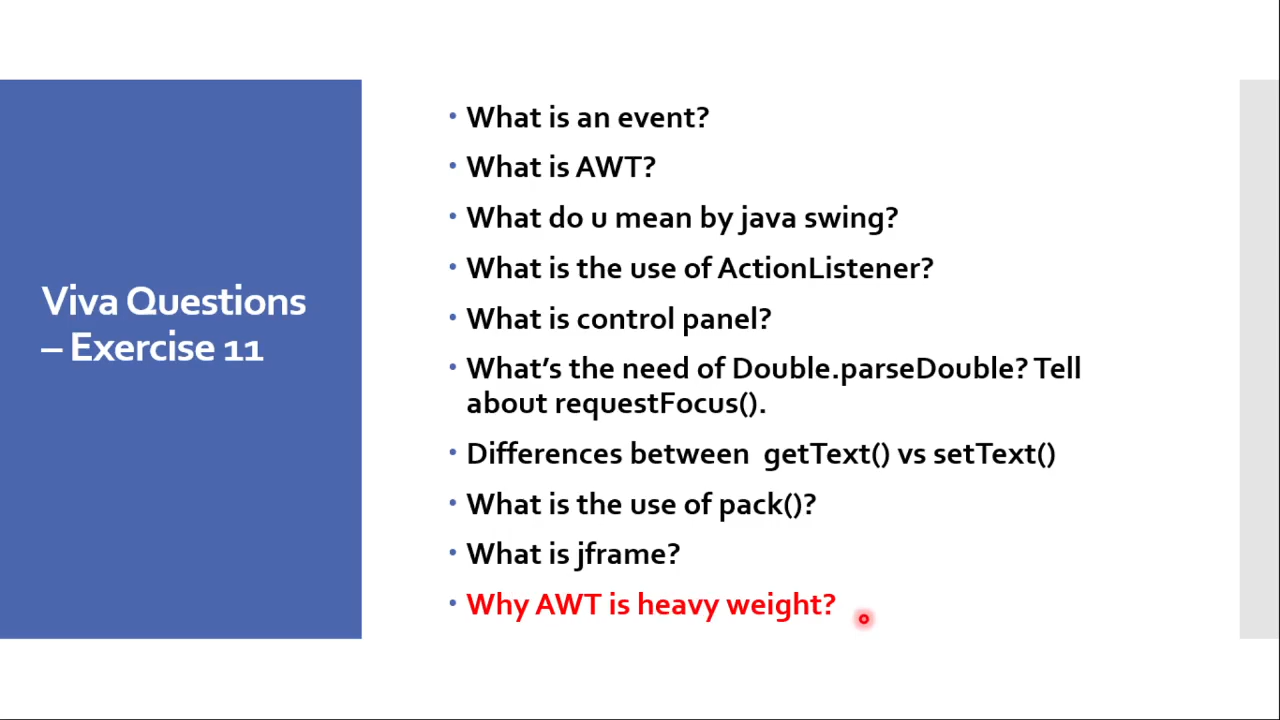 Viva Questions
– Exercise 11
• What is an event?
• What is AWT?
• What do u mean by java swing?
• What is the use of ActionListener?
• What is control panel?
• What’s the need of Double.parseDouble? Tell
about requestFocus().
• Differences between  getText() vs setText()
• What is the use of pack()?
• What is jframe?
• Why AWT is heavy weight?